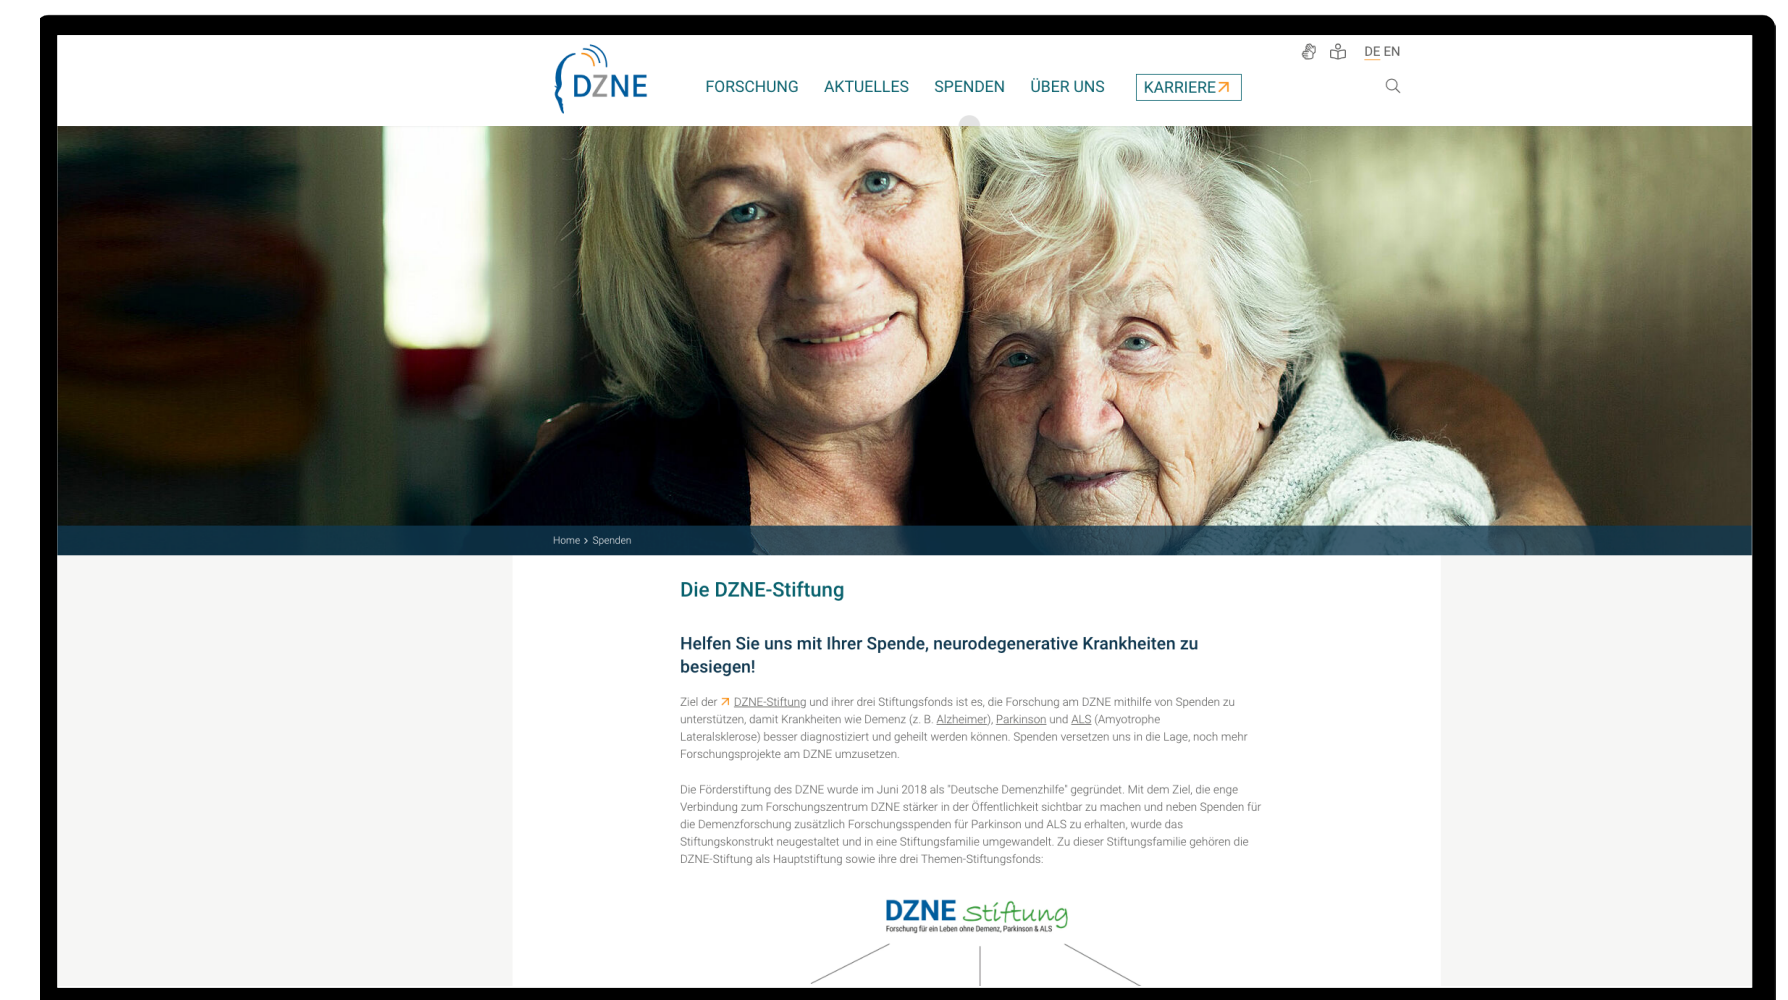 DE EN
DZNE
FORSCHUNG AKTUELLES SPENDEN ÜBER UNS KARRIERE
Home > Spenden
Die DZNE-Stiftung
Helfen Sie uns mit Ihrer Spende, neurodegenerative Krankheiten zu
besiegen!
Ziel der DZNE-Stiftung und ihrer drei Stiftungsfonds ist es, die Forschung am DZNE mithilfe von Spenden zu
unterstützen, damit Krankheiten wie Demenz (z. B. Alzheimer), Parkinson und ALS (Amyotrophe
Lateralsklerose) besser diagnostiziert und geheilt werden können. Spenden versetzen uns in die Lage, noch mehr
Forschungsprojekte am DZNE umzusetzen.
Die Förderstiftung des DZNE wurde im Juni 2018 als "Deutsche Demenzhilfe" gegründet. Mit dem Ziel, die enge
Verbindung zum Forschungszentrum DZNE stärker in der Öffentlichkeit sichtbar zu machen und neben Spenden für
die Demenzforschung zusätzlich Forschungsspenden für Parkinson und ALS zu erhalten, wurde das
Stiftungskonstrukt neugestaltet und in eine Stiftungsfamilie umgewandelt. Zu dieser Stiftungsfamilie gehören die
DZNE-Stiftung als Hauptstiftung sowie ihre drei Themen-Stiftungsfonds:
DZNE Stiftung
Forschung für ein Leben ohne Demenz, Parkinson & ALS